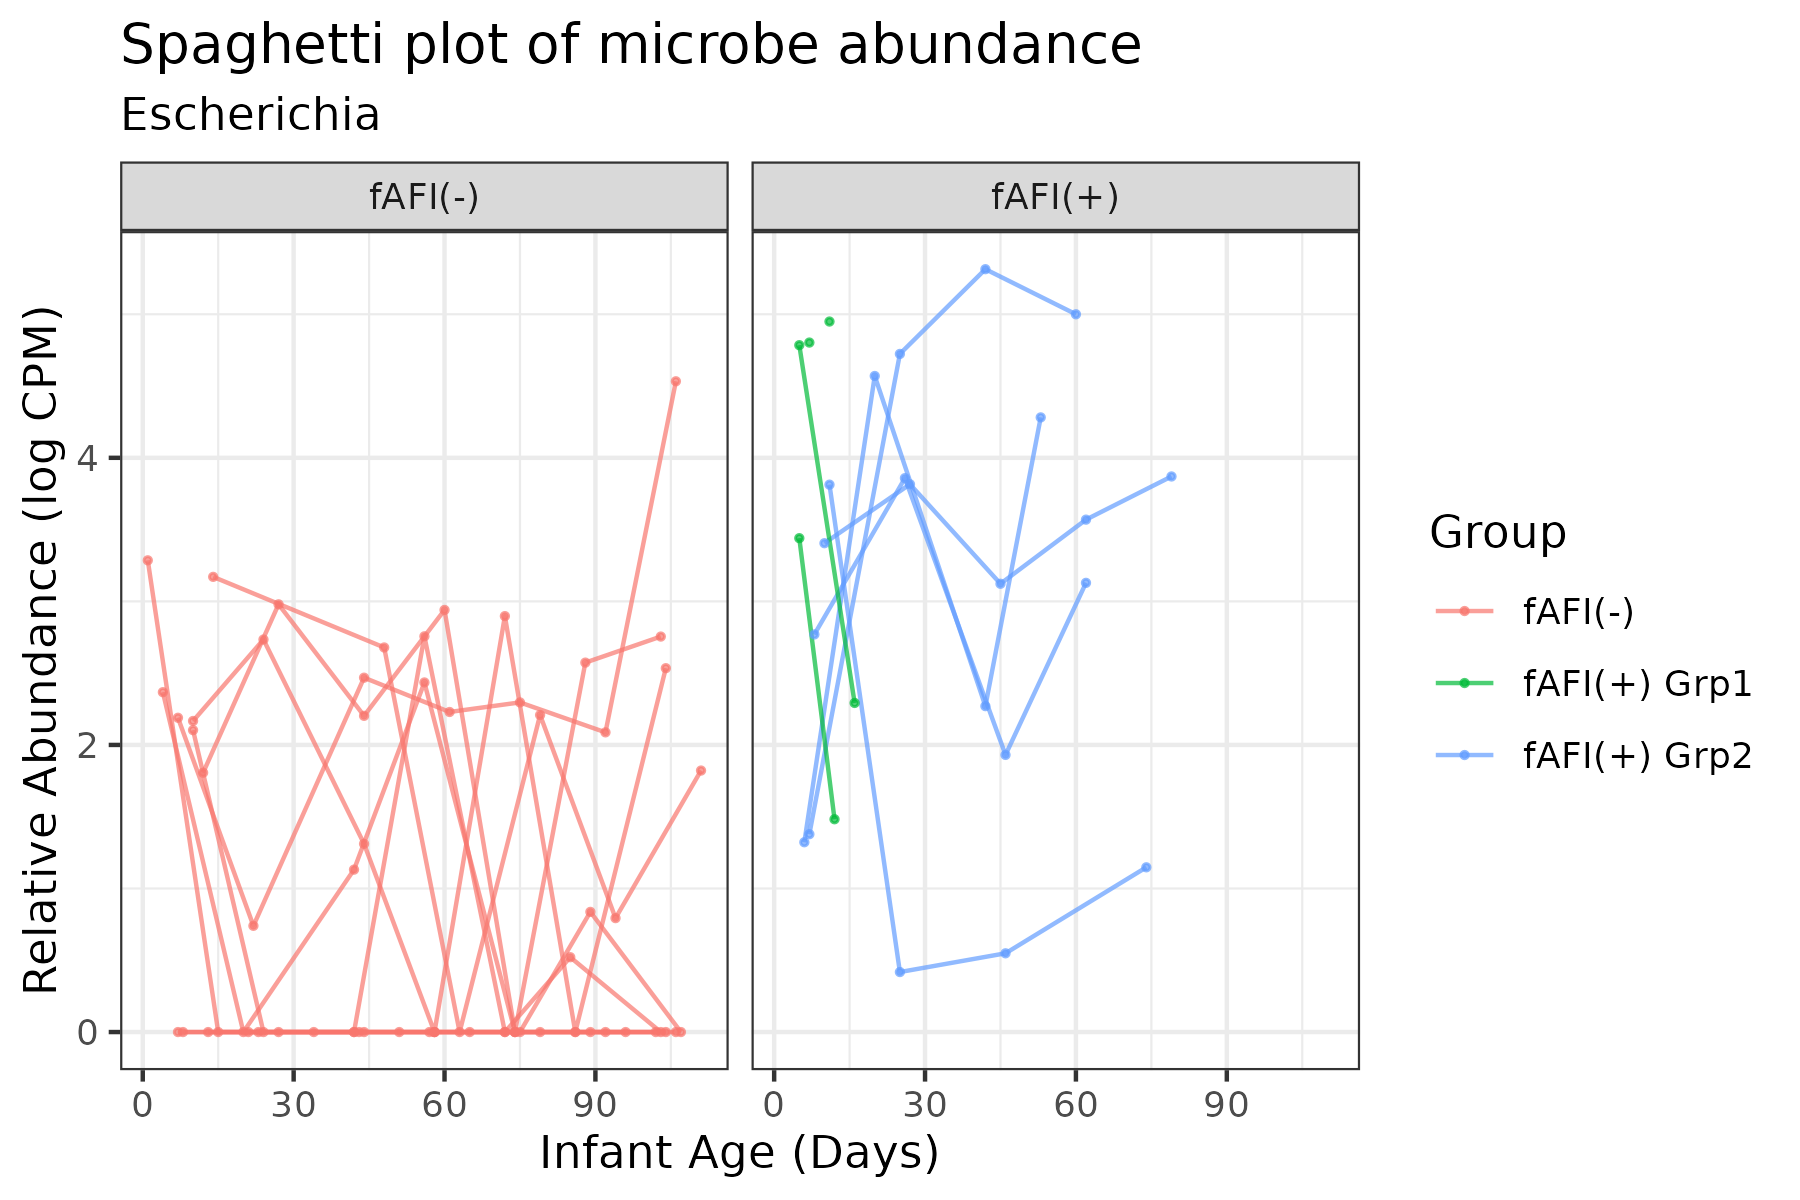 Spaghetti plot of microbe abundance
Escherichia
fAFI(-)
fAFI(+)
Relative Abundance (log CPM)
4
2
0
0 30 60 90
0 30 60 90
Infant Age (Days)
Group
fAFI(-)
fAFI(+) Grp1
fAFI(+) Grp2